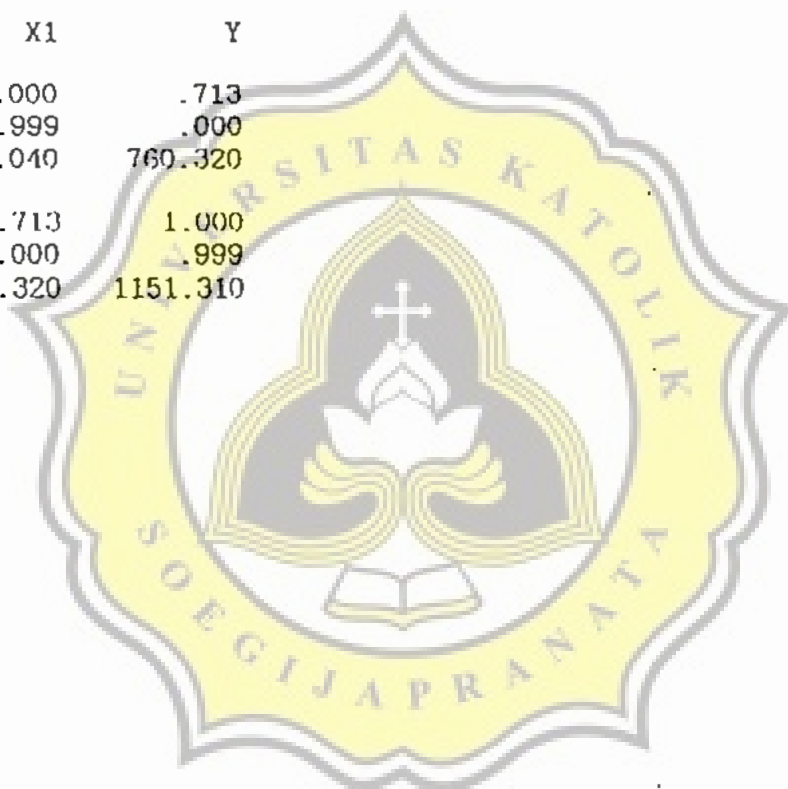 X1 Y
.000 .713
.999 .000
.040 760.320
.713 1.000
.000 .999
.320 1151.310
UNIVERSITAS KATOLIK
SOEGIJAPRANATA